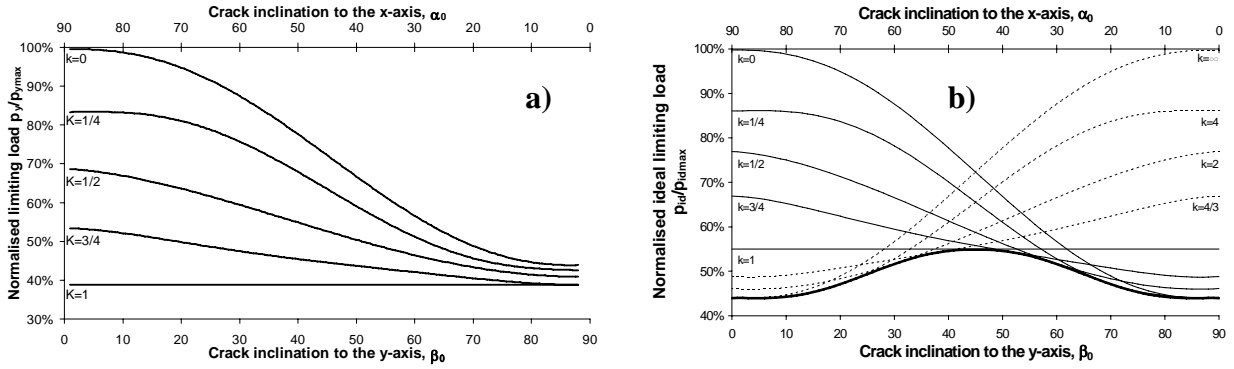 Crack inclination to the x-axis, α0
90 80 70 60 50 40 30 20 10 0
100%
90%
80%
70%
60%
50%
40%
30%
Normalised limiting load py/pymax
k=0
K=1/4
K=1/2
K=3/4
K=1
a)
0 10 20 30 40 50 60 70 80 90
Crack inclination to the y-axis, β0
Crack inclination to the x-axis, α0
90 80 70 60 50 40 30 20 10 0
100%
90%
80%
70%
60%
50%
40%
Normalised ideal limiting load
pid/pidmax
k=0
k=1/4
k=1/2
k=3/4
k=1
b)
k=∞
k=4
k=2
k=4/3
0 10 20 30 40 50 60 70 80 90
Crack inclination to the y-axis, β0